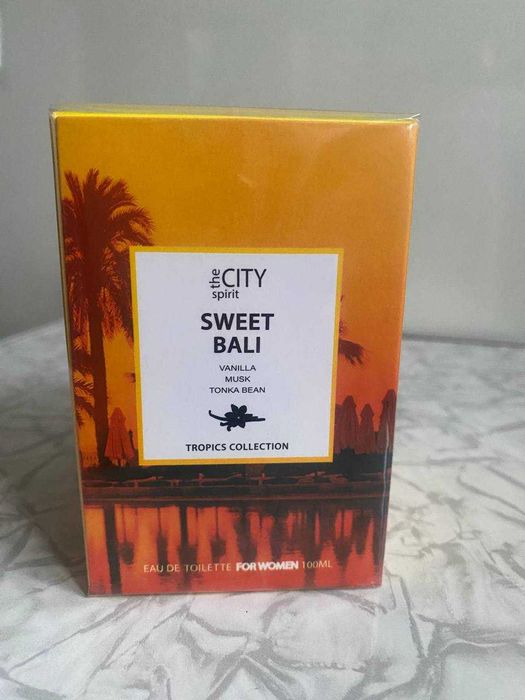 the CITY
spirit
SWEET
BALI
VANILLA
MUSK
TONKA BEAN
TROPICS COLLECTION
EAU DE TOILETTE FOR WOMEN 100ML